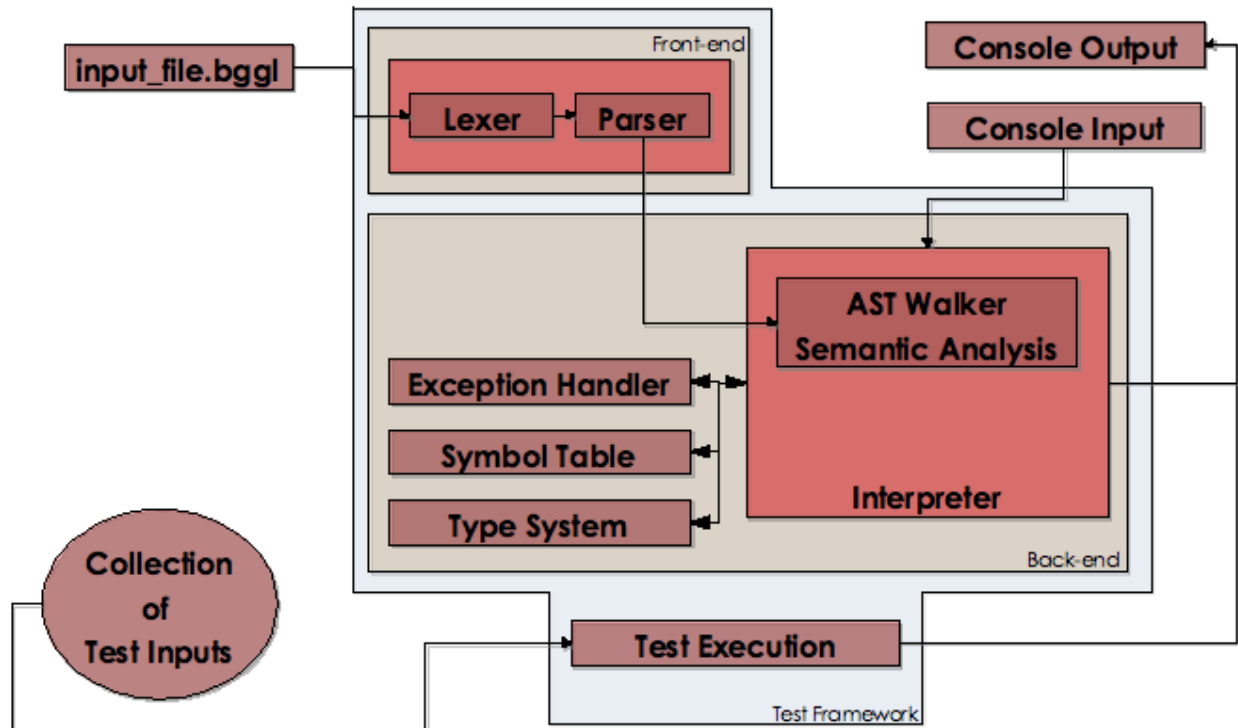 Front-end
input_file.bggl
Console Output
Lexer
Parser
Console Input
AST Walker
Semantic Analysis
Exception Handler
Symbol Table
Type System
Interpreter
Back-end
Collection
of
Test Inputs
Test Execution
Test Framework